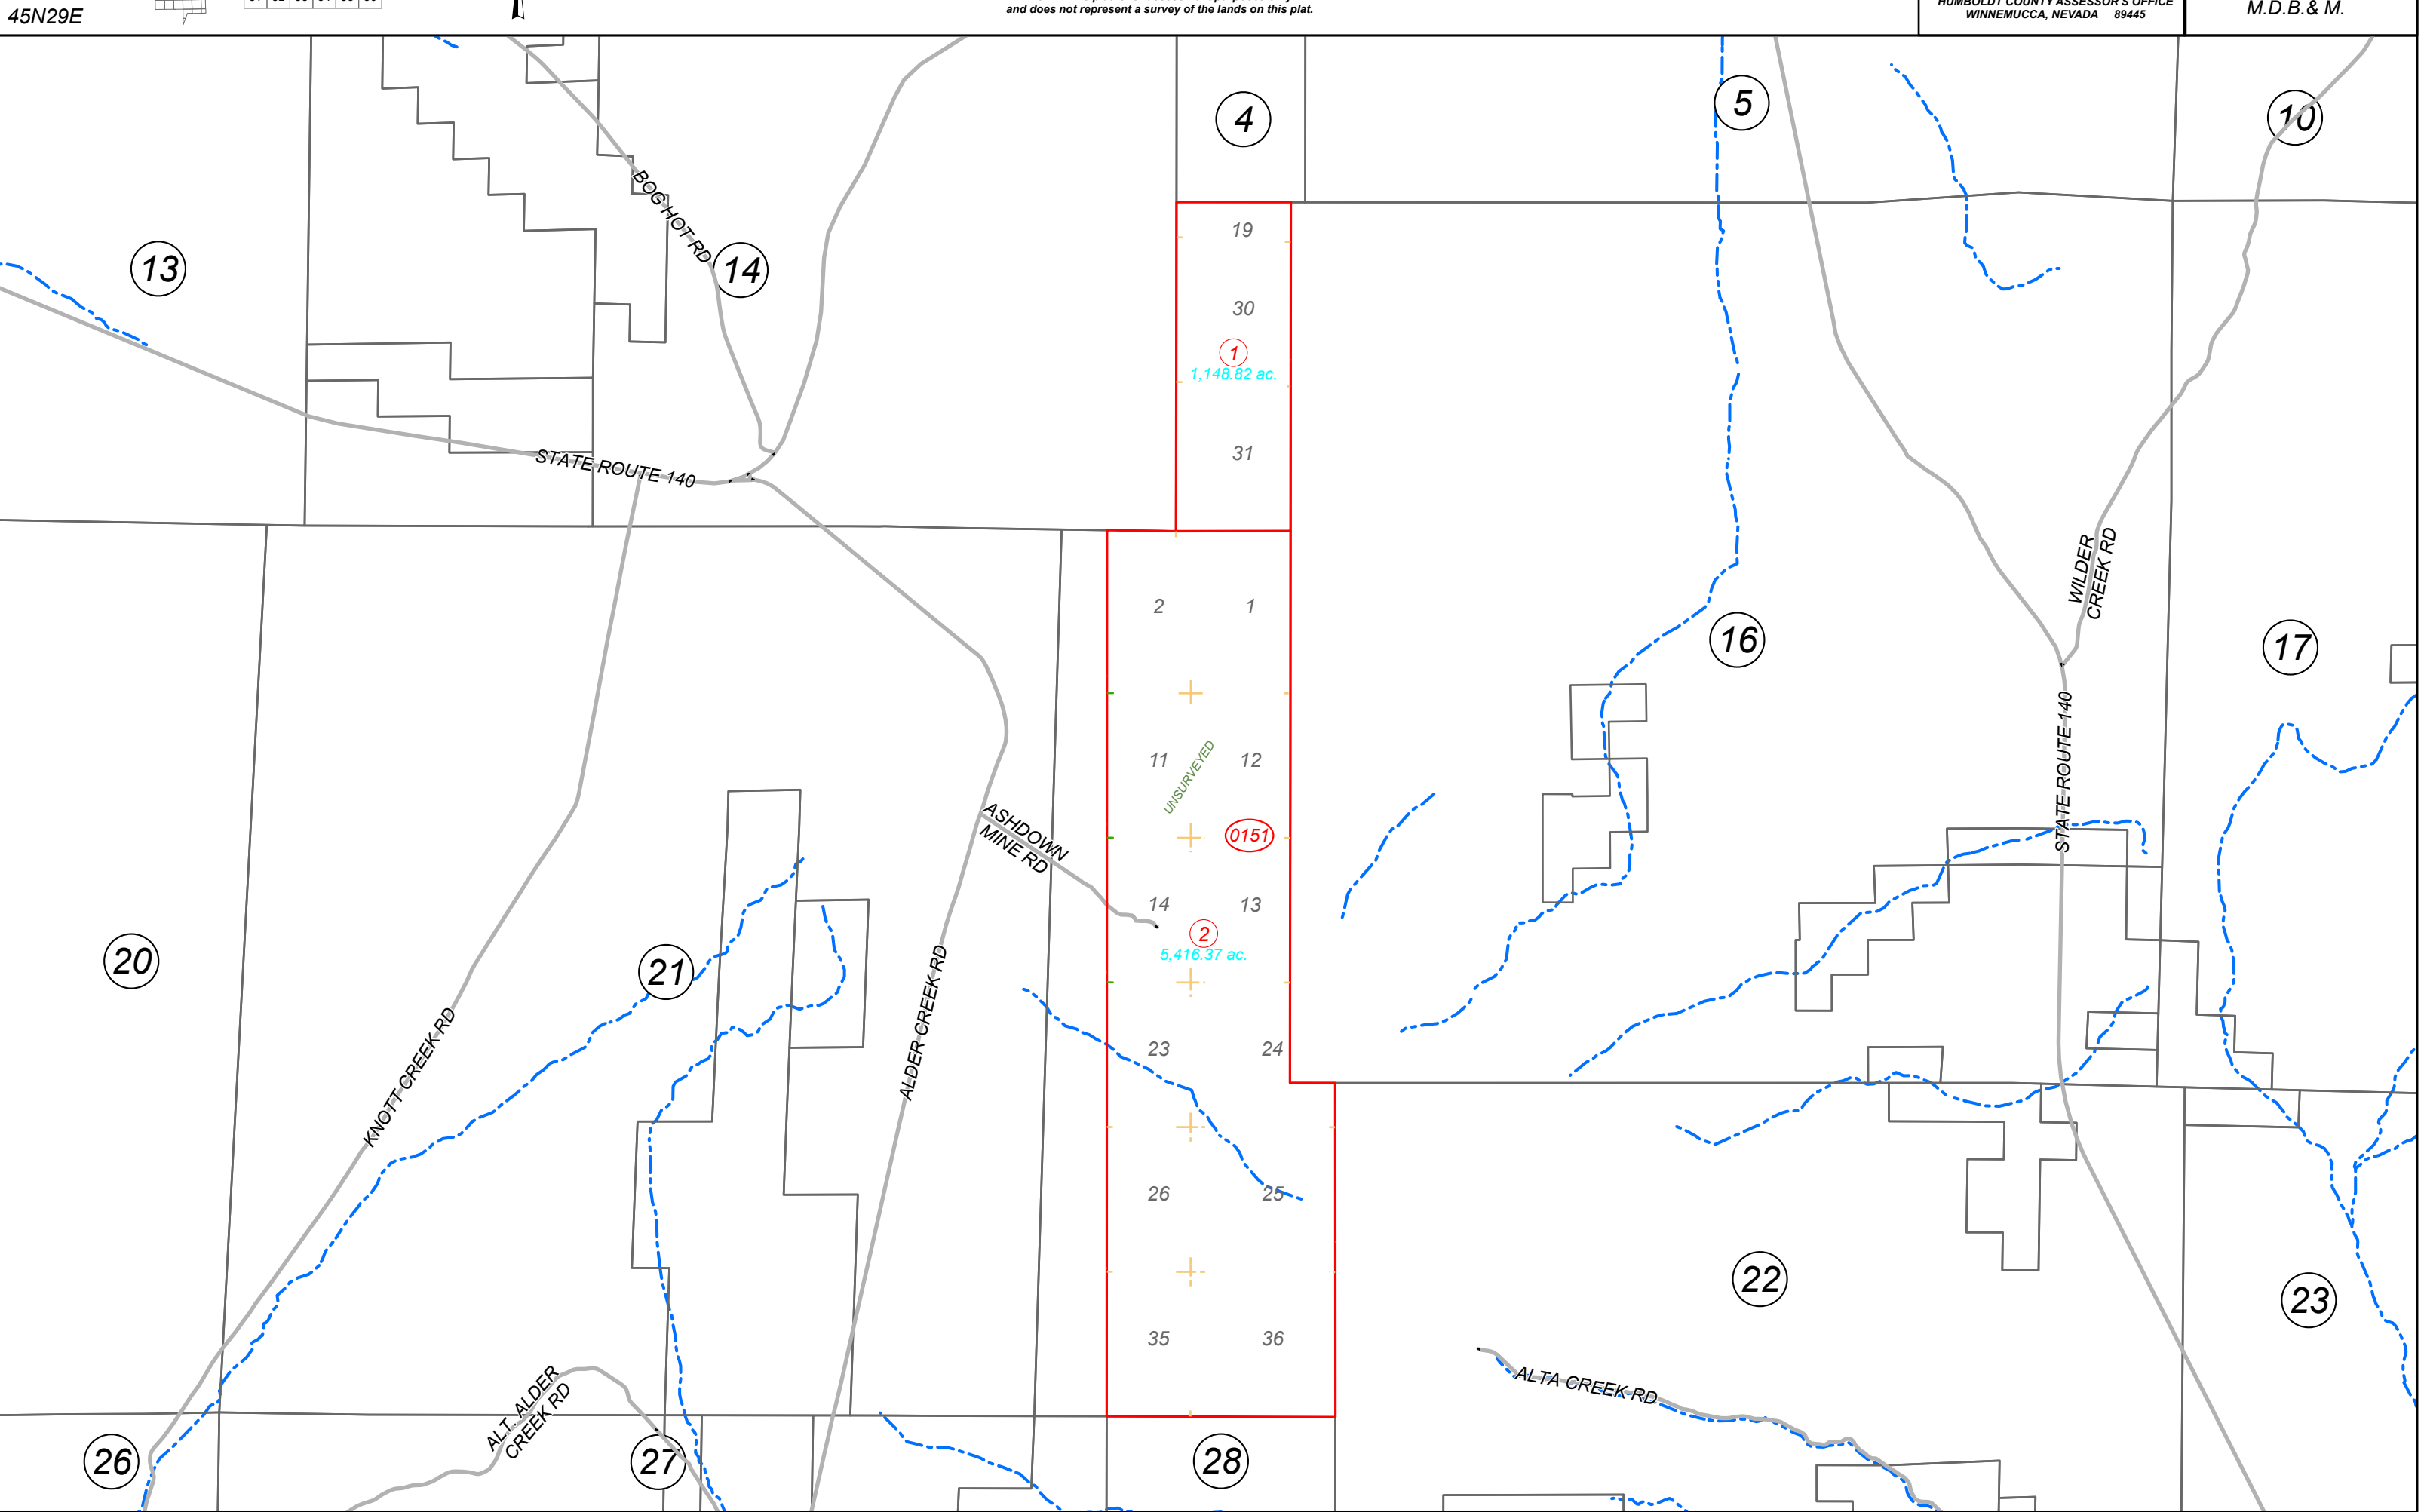 45N29E
and does not represent a survey of the lands on this plat.
HUMBOLDT COUNTY ASSESSOR'S OFFICE
WINNEMUCCA, NEVADA 89445
M.D.B.& M.
4
5
10
13
14
BOG HOT RD
19
30
1
1,148.82 ac.
31
STATE ROUTE 140
2
1
16
17
WILDER
CREEK RD
STATE ROUTE 140
11
12
UNSURVEYED
0151
ASHDOWN
MINE RD
14
13
2
5,416.37 ac.
20
21
KNOTT CREEK RD
ALDER CREEK RD
23
24
26
25
22
23
35
36
ALTA CREEK RD
ALT. ALDER
CREEK RD
26
27
28